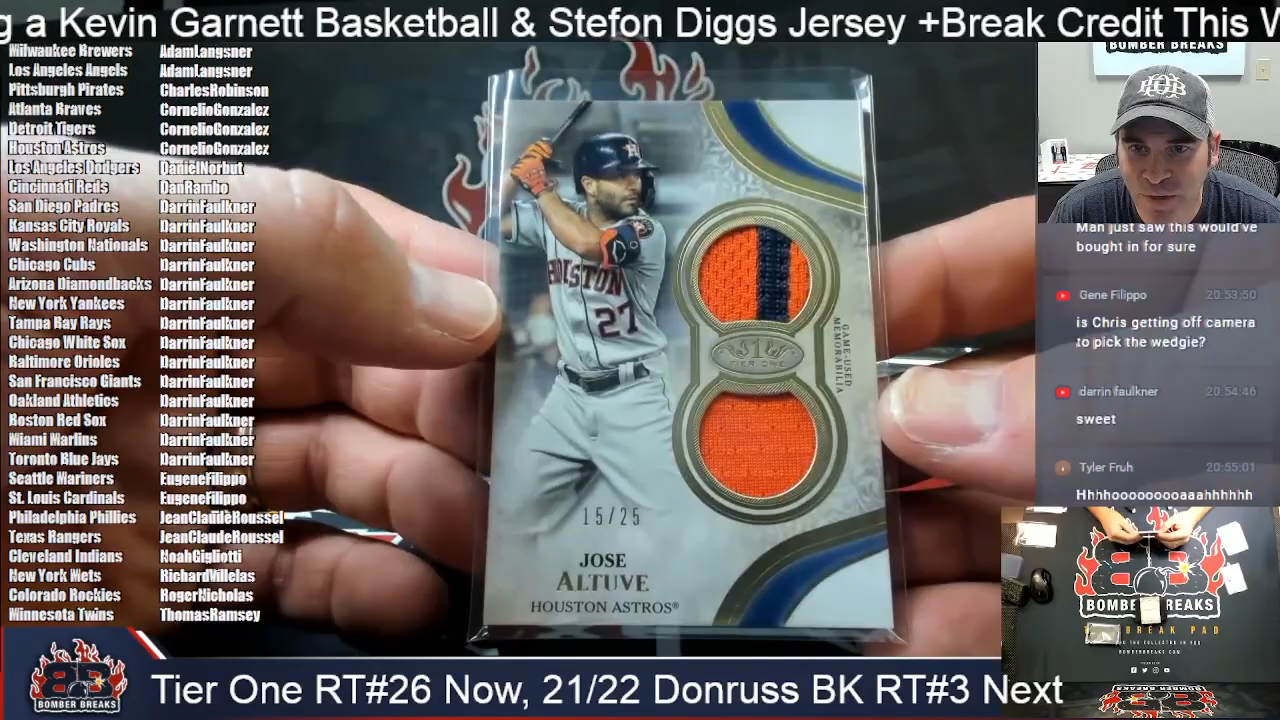 g a Kevin Garnett Basketball & Stefon Diggs Jersey +Break Credit This W
Milwaukee Brewers AdamLangsner
Los Angeles Angels AdamLangsner
Pittsburgh Pirates CharlesRobinson
Atlanta Braves CornelioGonzalez
Detroit Tigers CornelioGonzalez
Houston Astros CornelioGonzalez
Los Angeles Dodgers DanielNorbut
Cincinnati Reds DanRambo
San Diego Padres DarrinFaulkner
Kansas City Royals DarrinFaulkner
Washington Nationals DarrinFaulkner
Chicago Cubs DarrinFaulkner
Arizona Diamondbacks DarrinFaulkner
New York Yankees DarrinFaulkner
Tampa Bay Rays DarrinFaulkner
Chicago White Sox DarrinFaulkner
Baltimore Orioles DarrinFaulkner
San Francisco Giants DarrinFaulkner
Oakland Athletics DarrinFaulkner
Boston Red Sox DarrinFaulkner
Miami Marlins DarrinFaulkner
Toronto Blue Jays DarrinFaulkner
Seattle Mariners EugeneFilippo
St. Louis Cardinals EugeneFilippo
Philadelphia Phillies JeanClaudeRoussel
Texas Rangers JeanClaudeRoussel
Cleveland Indians NoahGigliotti
New York Mets RichardVillelas
Colorado Rockies RogerNicholas
Minnesota Twins ThomasRamsey
HOUSTON
27
1
TIER ONE
GAME-USED
MEMORABILIA
15/25
JOSE
ALTUVE
HOUSTON ASTROS®
BOMBER BREAKS
HOB
Man just saw this would've
bought in for sure
Gene Filippo 20:53:50
is Chris getting off camera
to pick the wedgie?
darrin faulkner 20:54:46
sweet
Tyler Fruh 20:55:01
Hhhhooooooooaaahhhhhh
BOMBER BREAKS
BREAK PAD
BOMBERBREAKS.COM
BOMBER BREAKS
BOMBER BREAKS
Tier One RT#26 Now, 21/22 Donruss BK RT#3 Next